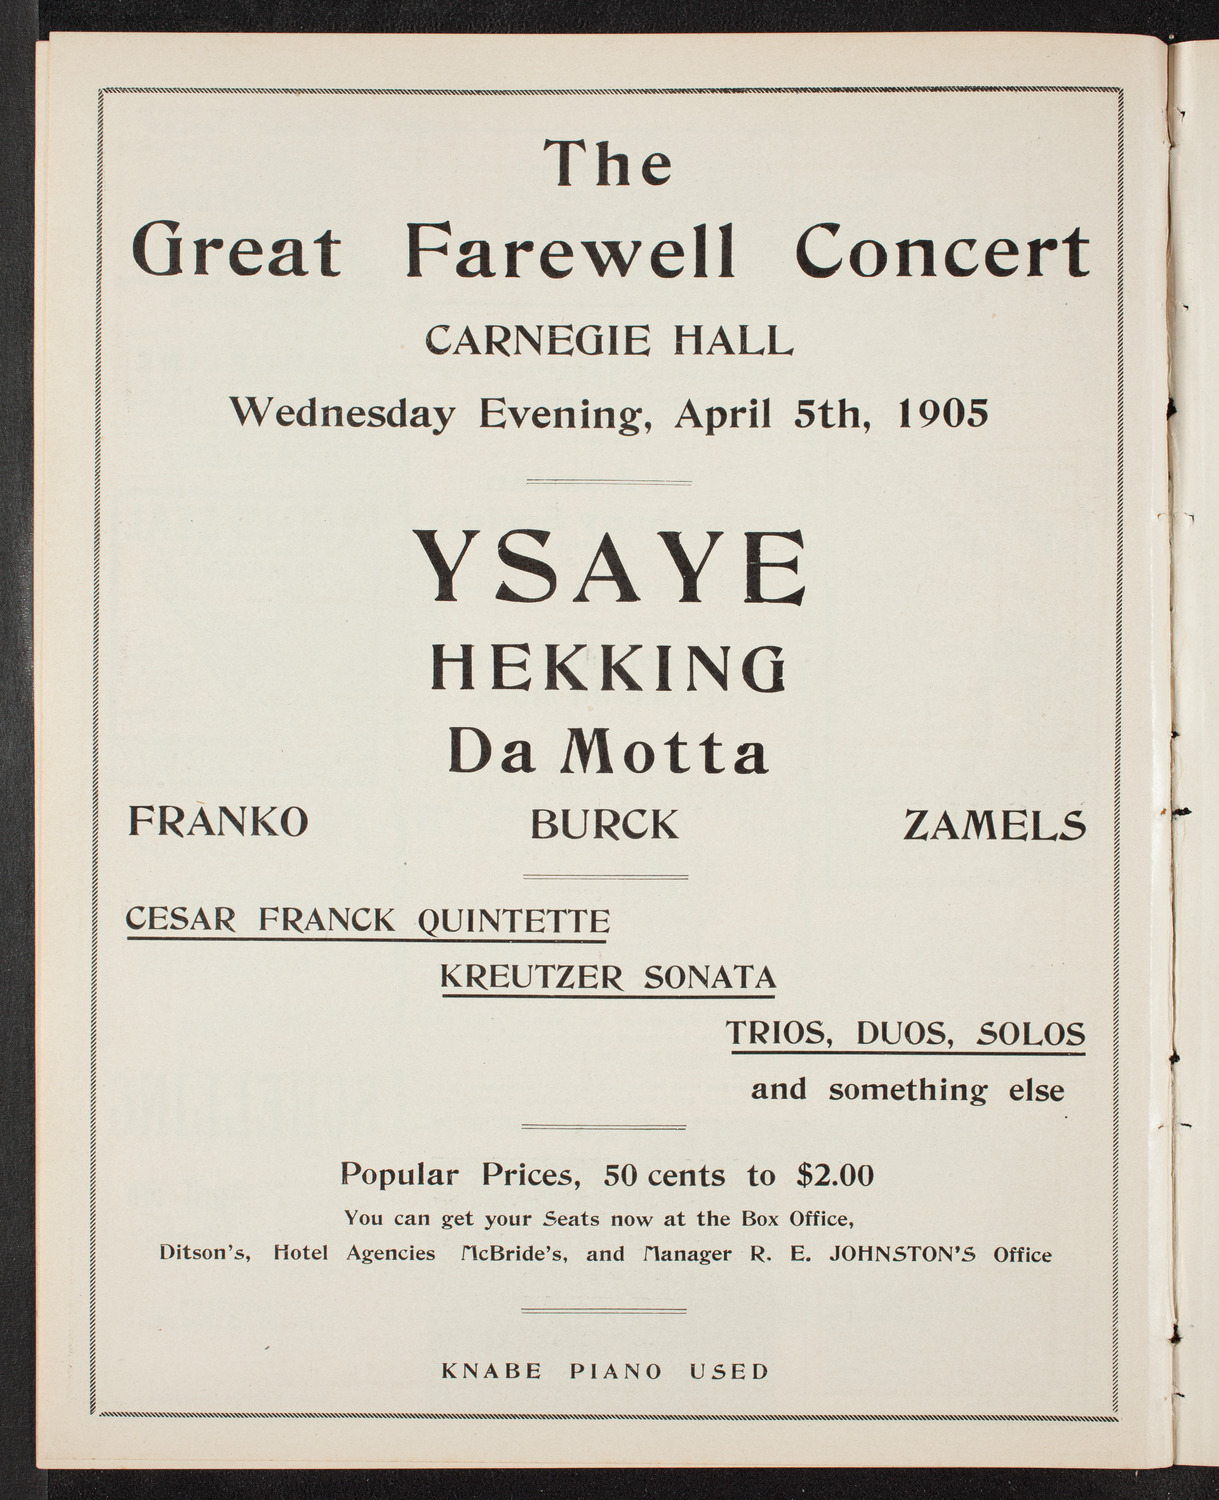 The
Great Farewell Concert
CARNEGIE HALL
Wednesday Evening, April 5th, 1905
YSAYE
HEKKING
Da Motta
FRANKO BURCK ZAMELS
CESAR FRANCK QUINTETTE
KREUTZER SONATA
TRIOS, DUOS, SOLOS
and something else
Popular Prices, 50 cents to $2.00
You can get your Seats now at the Box Office,
Ditson's, Hotel Agencies McBride's, and Manager R. E. JOHNSTON'S Office
KNABE PIANO USED